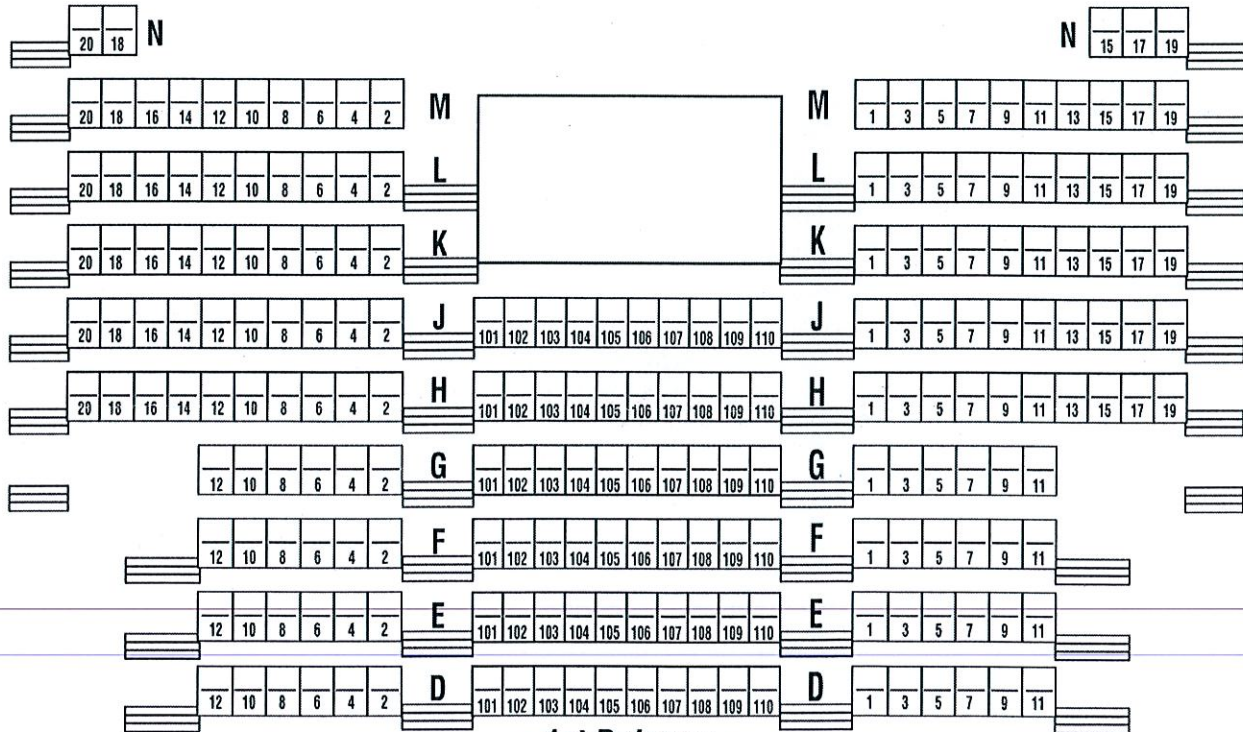 20 18 N N 15 17 19
20 18 16 14 12 10 8 6 4 2 M M 1 3 5 7 9 11 13 15 17 19
20 18 16 14 12 10 8 6 4 2 L L 1 3 5 7 9 11 13 15 17 19
20 18 16 14 12 10 8 6 4 2 K K 1 3 5 7 9 11 13 15 17 19
20 18 16 14 12 10 8 6 4 2 J 101 102 103 104 105 106 107 108 109 110 J 1 3 5 7 9 11 13 15 17 19
20 18 16 14 12 10 8 6 4 2 H 101 102 103 104 105 106 107 108 109 110 H 1 3 5 7 9 11 13 15 17 19
12 10 8 6 4 2 G 101 102 103 104 105 106 107 108 109 110 G 1 3 5 7 9 11
12 10 8 6 4 2 F 101 102 103 104 105 106 107 108 109 110 F 1 3 5 7 9 11
12 10 8 6 4 2 E 101 102 103 104 105 106 107 108 109 110 E 1 3 5 7 9 11
12 10 8 6 4 2 D 101 102 103 104 105 106 107 108 109 110 D 1 3 5 7 9 11